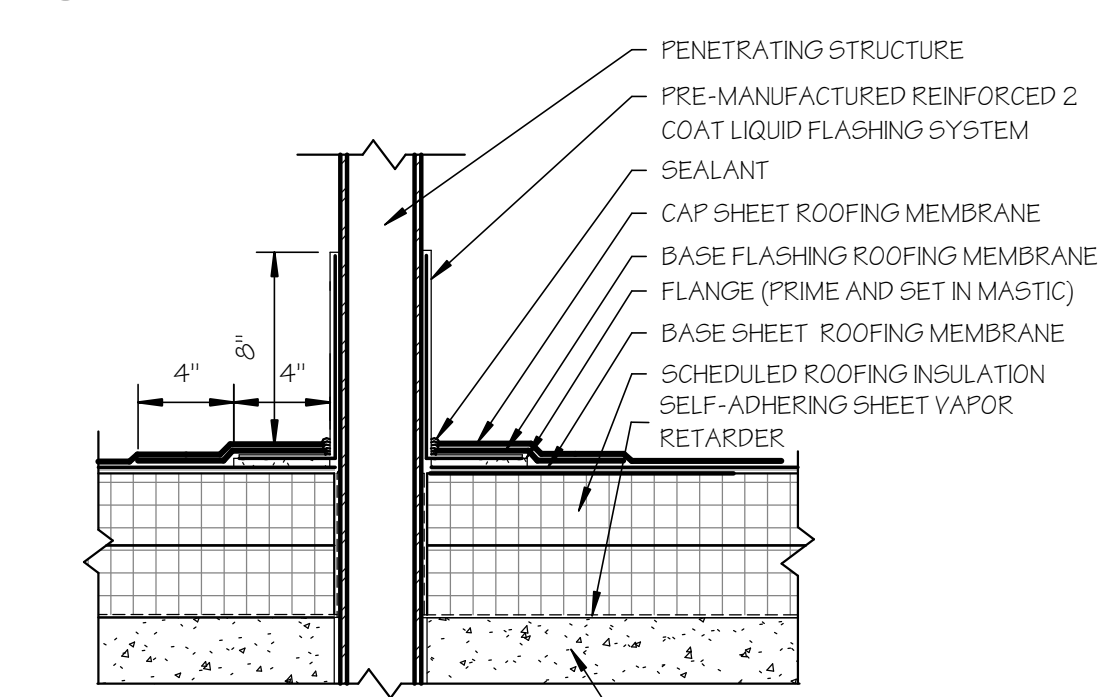 PENETRATING STRUCTURE
PRE-MANUFACTURED REINFORCED 2
COAT LIQUID FLASHING SYSTEM
SEALANT
CAP SHEET ROOFING MEMBRANE
BASE FLASHING ROOFING MEMBRANE
FLANGE (PRIME AND SET IN MASTIC)
BASE SHEET ROOFING MEMBRANE
SCHEDULED ROOFING INSULATION
SELF-ADHERING SHEET VAPOR
RETARDER
8"
4"
4"